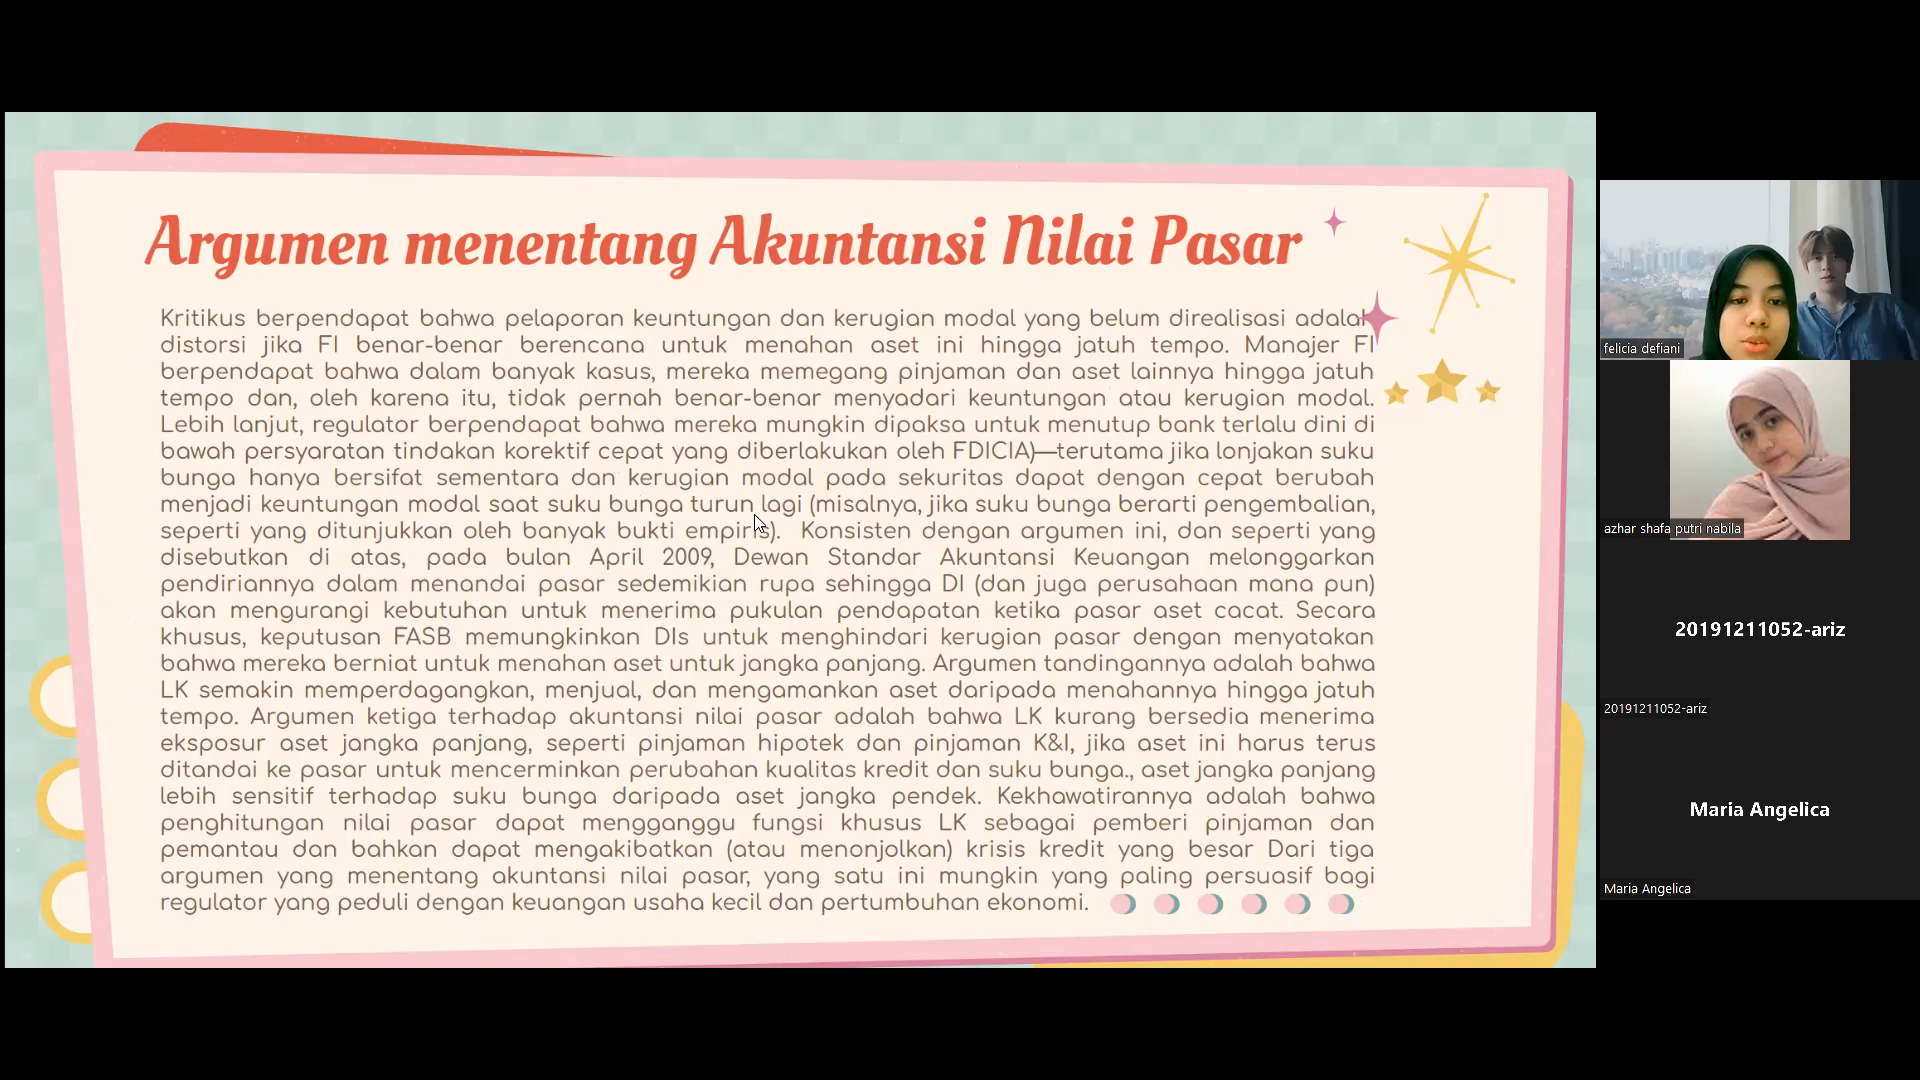 Argumen menentang Akuntansi Nilai Pasar
Kritikus berpendapat bahwa pelaporan keuntungan dan kerugian modal yang belum direalisasi adalah
distorsi jika FI benar-benar berencana untuk menahan aset ini hingga jatuh tempo. Manajer FI
berpendapat bahwa dalam banyak kasus, mereka memegang pinjaman dan aset lainnya hingga jatuh
tempo dan, oleh karena itu, tidak pernah benar-benar menyadari keuntungan atau kerugian modal.
Lebih lanjut, regulator berpendapat bahwa mereka mungkin dipaksa untuk menutup bank terlalu dini di
bawah persyaratan tindakan korektif cepat yang diberlakukan oleh FDICIA)—terutama jika lonjakan suku
bunga hanya bersifat sementara dan kerugian modal pada sekuritas dapat dengan cepat berubah
menjadi keuntungan modal saat suku bunga turun lagi (misalnya, jika suku bunga berarti pengembalian,
seperti yang ditunjukkan oleh banyak bukti empiris).  Konsisten dengan argumen ini, dan seperti yang
disebutkan di atas, pada bulan April 2009, Dewan Standar Akuntansi Keuangan melonggarkan
pendiriannya dalam menandai pasar sedemikian rupa sehingga DI (dan juga perusahaan mana pun)
akan mengurangi kebutuhan untuk menerima pukulan pendapatan ketika pasar aset cacat. Secara
khusus, keputusan FASB memungkinkan DIs untuk menghindari kerugian pasar dengan menyatakan
bahwa mereka berniat untuk menahan aset untuk jangka panjang. Argumen tandingannya adalah bahwa
LK semakin memperdagangkan, menjual, dan mengamankan aset daripada menahannya hingga jatuh
tempo. Argumen ketiga terhadap akuntansi nilai pasar adalah bahwa LK kurang bersedia menerima
eksposur aset jangka panjang, seperti pinjaman hipotek dan pinjaman K&I, jika aset ini harus terus
ditandai ke pasar untuk mencerminkan perubahan kualitas kredit dan suku bunga., aset jangka panjang
lebih sensitif terhadap suku bunga daripada aset jangka pendek. Kekhawatirannya adalah bahwa
penghitungan nilai pasar dapat mengganggu fungsi khusus LK sebagai pemberi pinjaman dan
pemantau dan bahkan dapat mengakibatkan (atau menonjolkan) krisis kredit yang besar Dari tiga
argumen yang menentang akuntansi nilai pasar, yang satu ini mungkin yang paling persuasif bagi
regulator yang peduli dengan keuangan usaha kecil dan pertumbuhan ekonomi.
felicia defiani
azhar shafa putri nabila
20191211052-ariz
20191211052-ariz
Maria Angelica
Maria Angelica